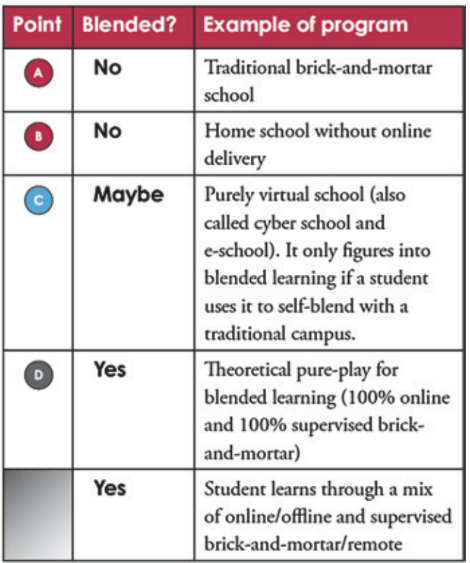 Point Blended? Example of program
A No Traditional brick-and-mortar
school
B No Home school without online
delivery
C Maybe Purely virtual school (also
called cyber school and
e-school). It only figures into
blended learning if a student
uses it to self-blend with a
traditional campus.
D Yes Theoretical pure-play for
blended learning (100% online
and 100% supervised brick-
and-mortar)
Yes Student learns through a mix
of online/offline and supervised
brick-and-mortar/remote